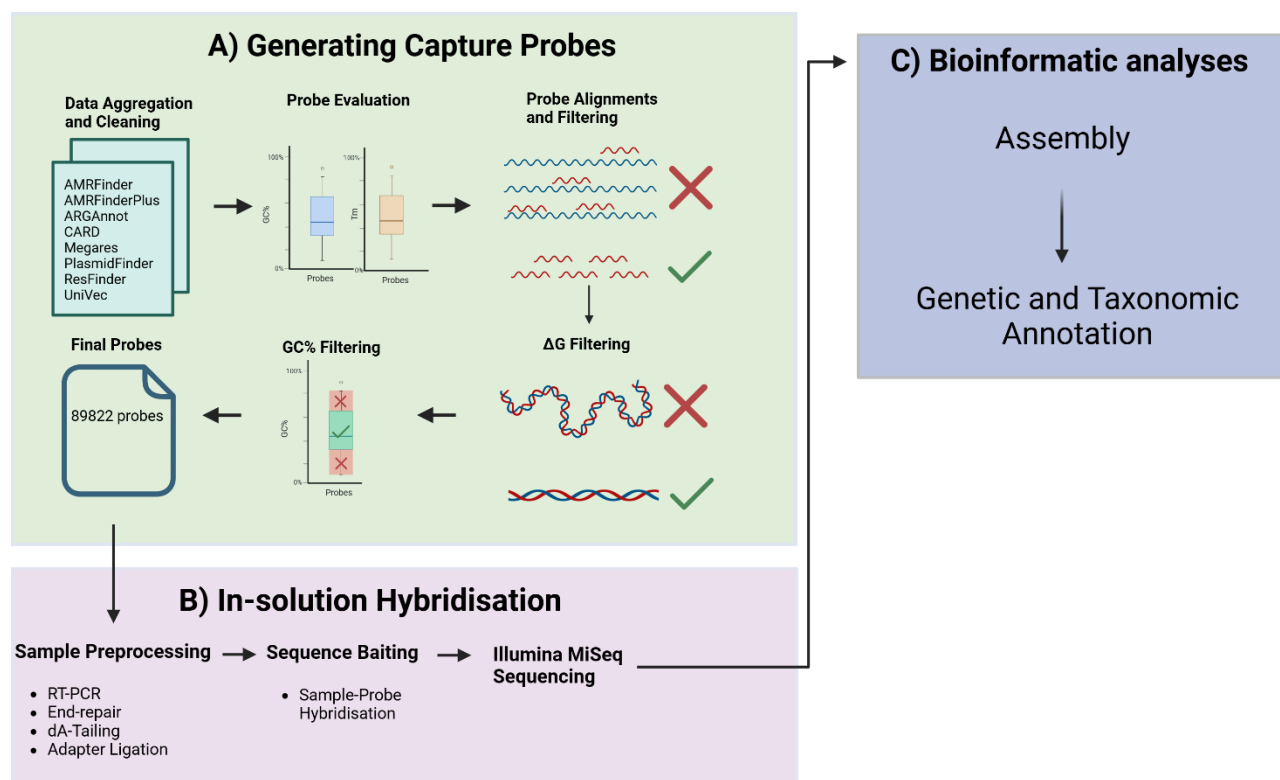 A) Generating Capture Probes
Data Aggregation
and Cleaning
AMRFinder
AMRFinderPlus
ARGAnnot
CARD
Megares
PlasmidFinder
ResFinder
UniVec
Probe Evaluation
100%
GC%
0%
Probes
100%
Tm
0%
Probes
Probe Alignments
and Filtering
ΔG Filtering
GC% Filtering
100%
GC%
0%
Probes
Final Probes
89822 probes
B) In-solution Hybridisation
Sample Preprocessing
• RT-PCR
• End-repair
• dA-Tailing
• Adapter Ligation
Sequence Baiting
• Sample-Probe
Hybridisation
Illumina MiSeq
Sequencing
C) Bioinformatic analyses
Assembly
Genetic and Taxonomic
Annotation